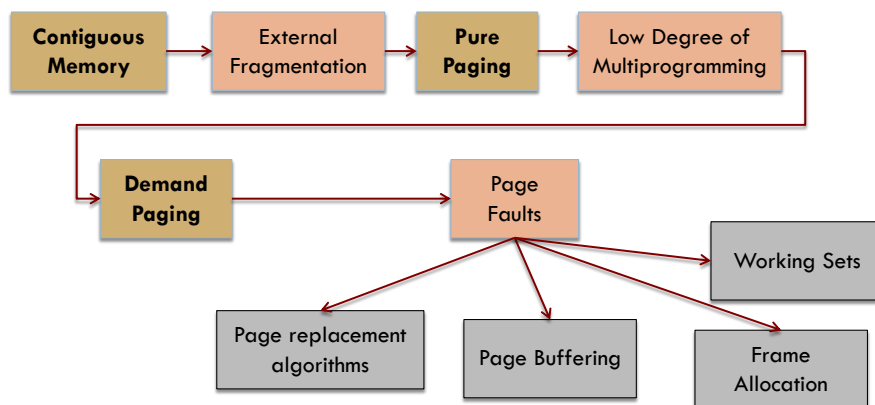 Contiguous
Memory
External
Fragmentation
Pure
Paging
Low Degree of
Multiprogramming
Demand
Paging
Page
Faults
Working Sets
Page replacement
algorithms
Page Buffering
Frame
Allocation